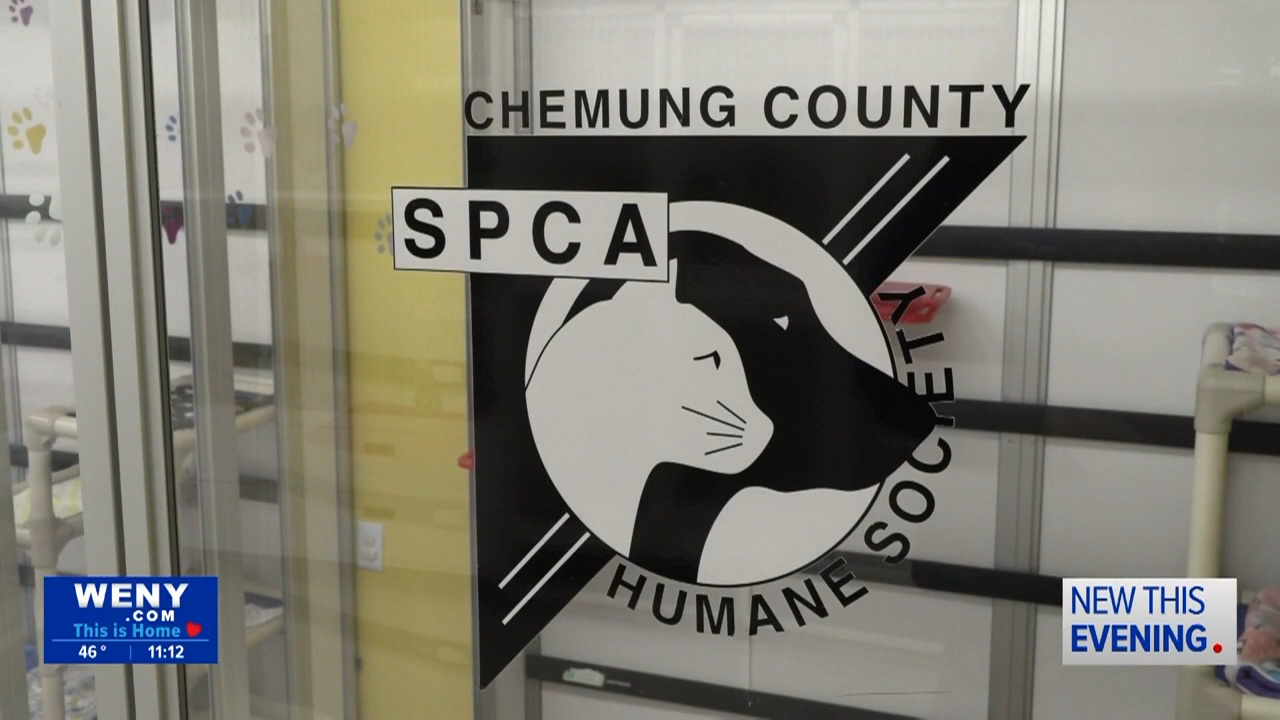 CHEMUNG COUNTY
SPCA
HUMANE SOCIETY
WENY
.COM
This is Home
46° 11:12
NEW THIS
EVENING.